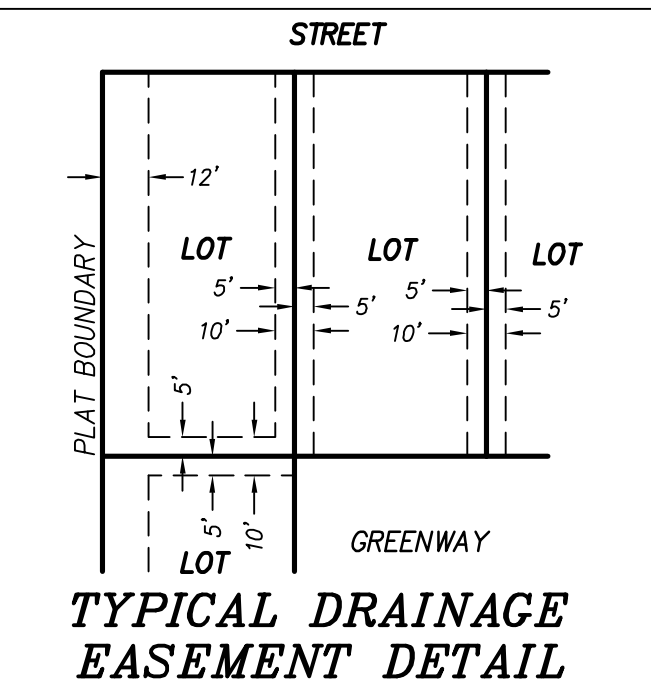 STREET
12'
PLAT BOUNDARY
LOT
LOT
LOT
5'
5'
10'
5'
5'
10'
5'
5'
10'
LOT
GREENWAY
TYPICAL DRAINAGE
EASEMENT DETAIL